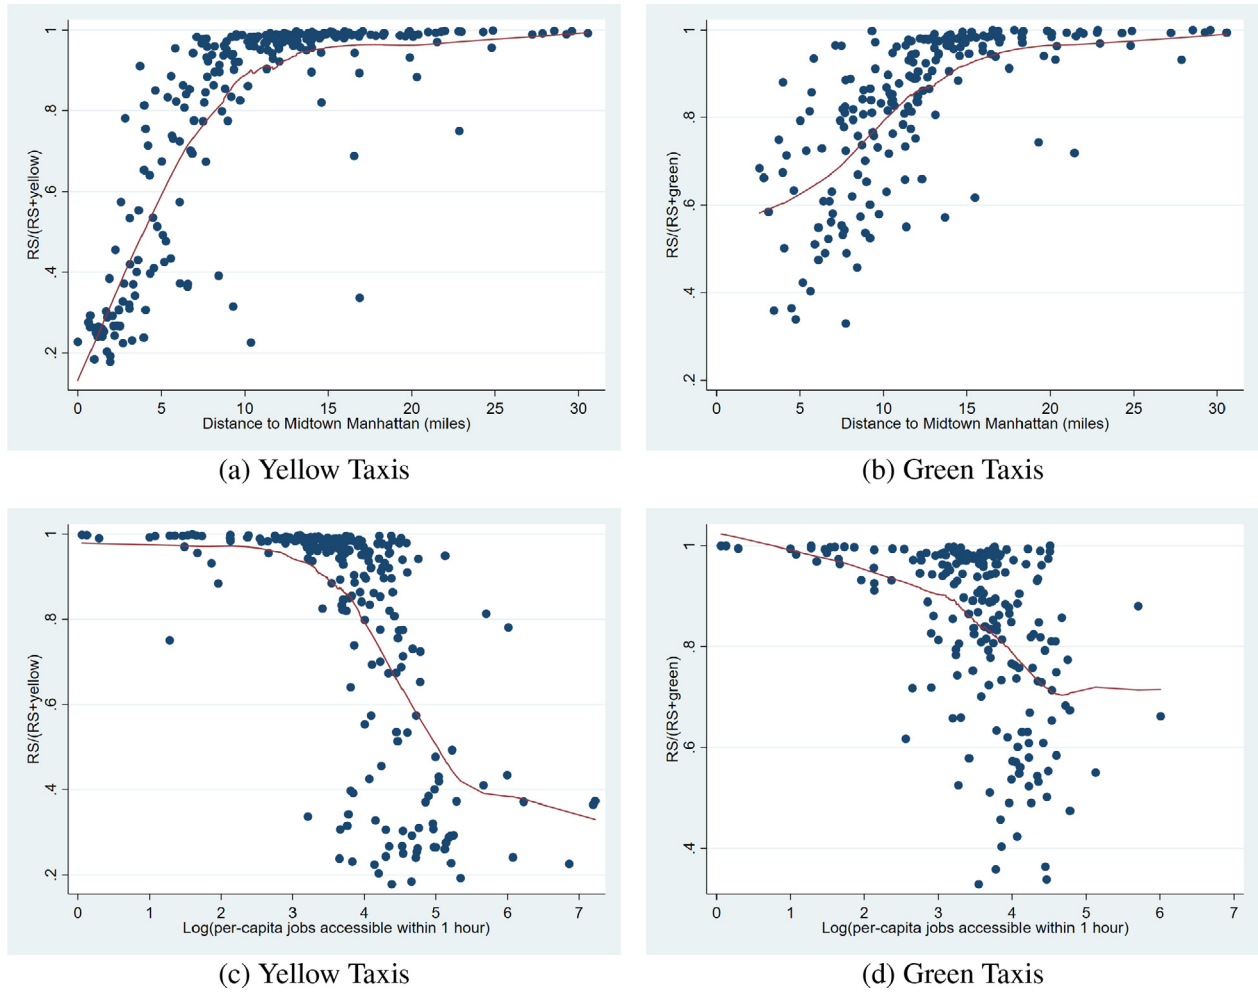 1
.8
.6
.4
.2
RS/(RS+yellow)
0 5 10 15 20 25 30
Distance to Midtown Manhattan (miles)
(a) Yellow Taxis
1
.8
.6
.4
.2
RS/(RS+green)
0 5 10 15 20 25 30
Distance to Midtown Manhattan (miles)
(b) Green Taxis
1
.8
.6
.4
.2
RS/(RS+yellow)
0 1 2 3 4 5 6 7
Log(per-capita jobs accessible within 1 hour)
(c) Yellow Taxis
1
.8
.6
.4
RS/(RS+green)
0 1 2 3 4 5 6 7
Log(per-capita jobs accessible within 1 hour)
(d) Green Taxis